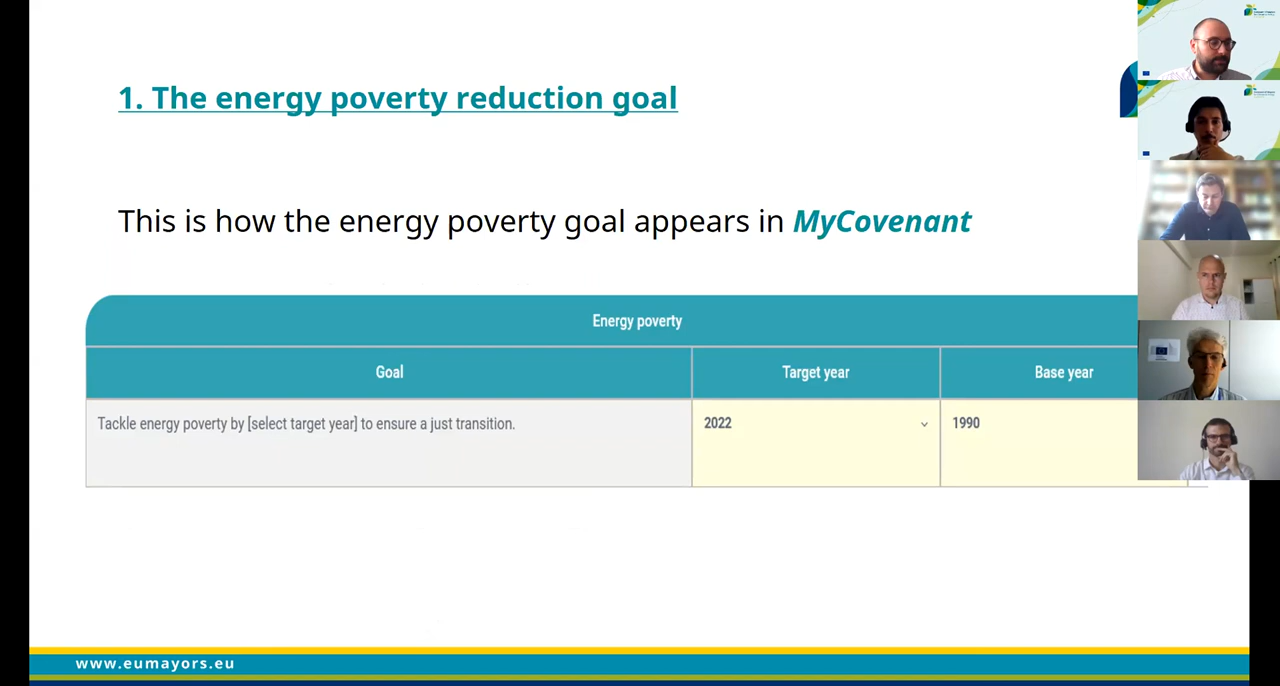 1. The energy poverty reduction goal
This is how the energy poverty goal appears in MyCovenant
Energy poverty
Goal
Target year
Base year
Tackle energy poverty by [select target year] to ensure a just transition.
2022
1990
www.eumayors.eu